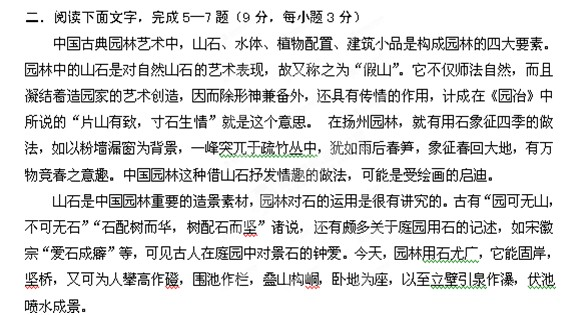 二．阅读下面文字，完成5—7题（9分，每小题3分）
中国古典园林艺术中，山石、水体、植物配置、建筑小品是构成园林的四大要素。
园林中的山石是对自然山石的艺术表现，故又称之为“假山”。它不仅师法自然，而且
凝结着造园家的艺术创造，因而除形神兼备外，还具有传情的作用，计成在《园冶》中
所说的“片山有致，寸石生情”就是这个意思。 在扬州园林，就有用石象征四季的做
法，如以粉墙漏窗为背景，一峰突兀于疏竹丛中，犹如雨后春笋，象征春回大地，有万
物竞春之意趣。中国园林这种借山石抒发情趣的做法，可能是受绘画的启迪。
山石是中国园林重要的造景素材，园林对石的运用是很有讲究的。古有“园可无山，
不可无石”“石配树而华，树配石而坚”诸说，还有颇多关于庭园用石的记述，如宋徽
宗“爱石成癖”等，可见古人在庭园中对景石的钟爱。今天，园林用石尤广，它能固岸，
坚桥，又可为人攀高作磴，围池作栏，叠山构峒，卧地为座，以至立壁引泉作瀑，伏池
喷水成景。